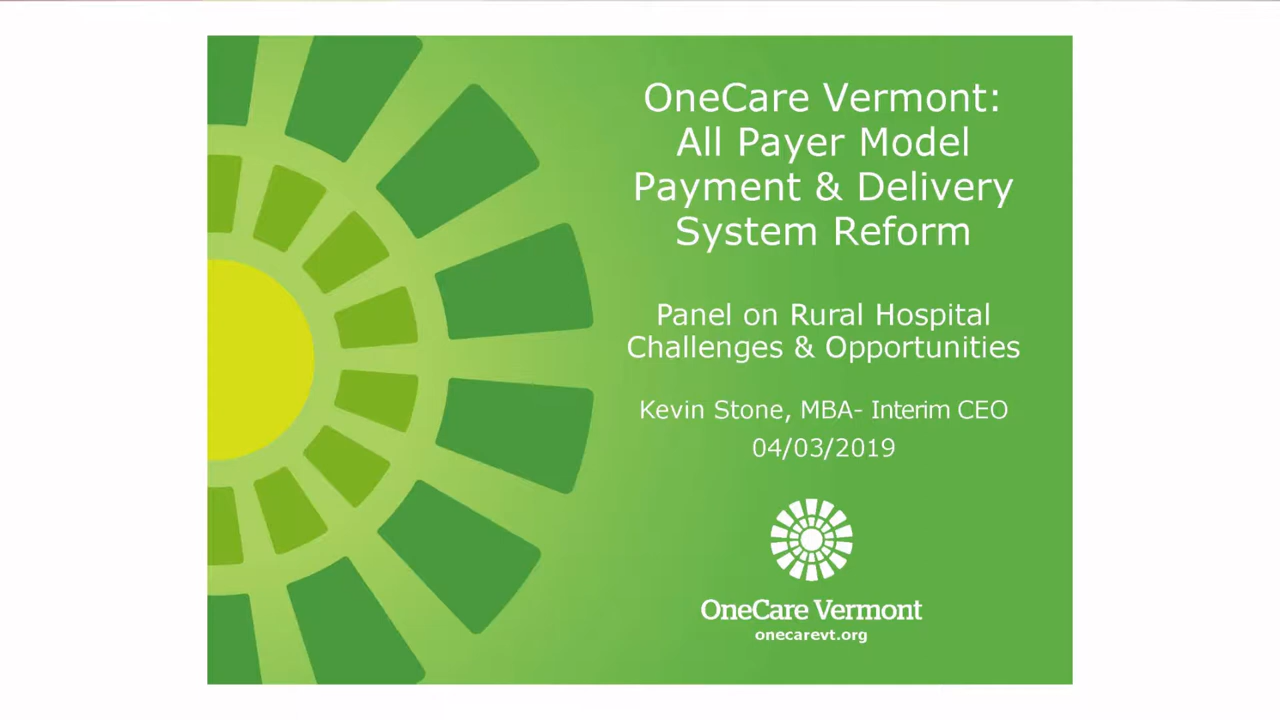 OneCare Vermont:
All Payer Model
Payment & Delivery
System Reform
Panel on Rural Hospital
Challenges & Opportunities
Kevin Stone, MBA- Interim CEO
04/03/2019
OneCare Vermont
onecarevt.org